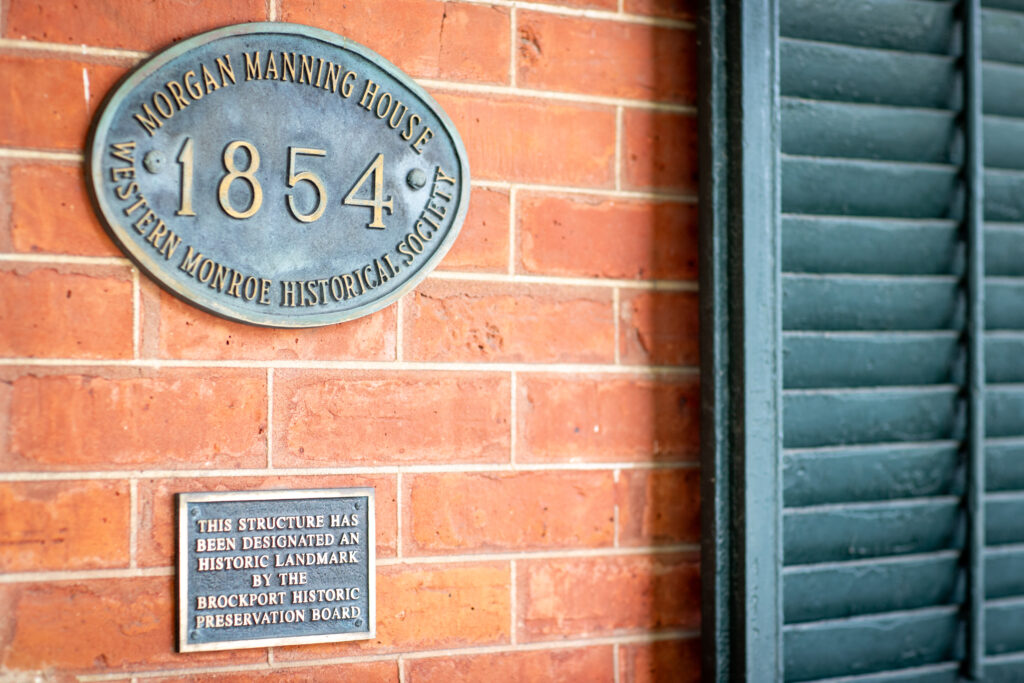 MORGAN MANNING HOUSE
1854
WESTERN MONROE HISTORICAL SOCIETY
THIS STRUCTURE HAS
BEEN DESIGNATED AN
HISTORIC LANDMARK
BY THE
BROCKPORT HISTORIC
PRESERVATION BOARD